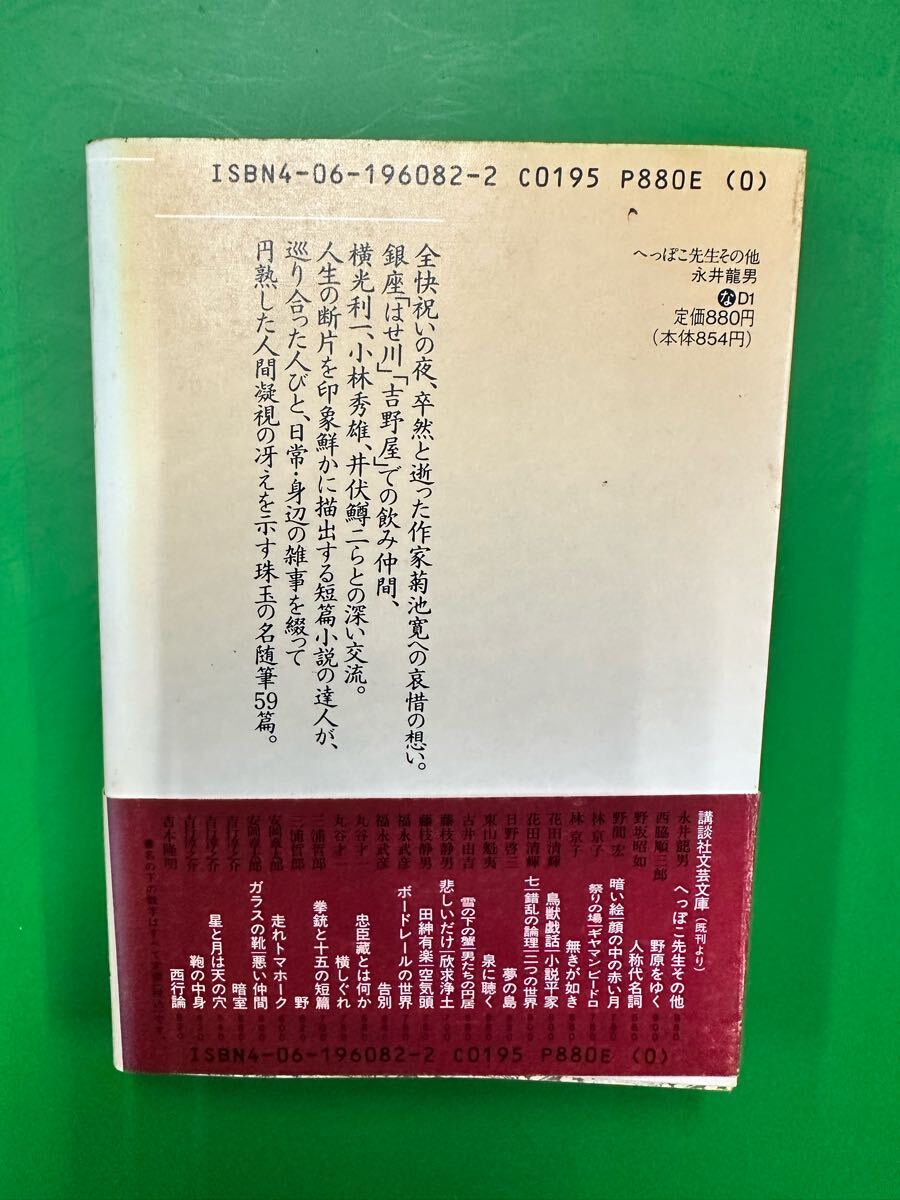 ISBN4-06-196082-2 C0195 P880E (0)
へっぽこ先生その他
永井龍男
なD1
定価880円
(本体854円)
全快祝いの夜、卒然と逝った作家菊池寛への哀惜の想い。
銀座「はせ川」「吉野屋」での飲み仲間、
横光利一、小林秀雄、井伏鱒二らとの深い交流。
人生の断片を印象鮮かに描出する短篇小説の達人が、
巡り合った人びと、日常・身辺の雑事を綴って
円熟した人間凝視の冴えを示す珠玉の名随筆59篇。
講談社文芸文庫(既刊より)
永井龍男 へっぽこ先生その他
西脇順三郎 野原をゆく
野坂昭如 人称代名詞
野間宏 暗い絵|顔の中の赤い月
林京子 祭りの場|ギヤマンビードロ
林京子 無きが如き
花田清輝 鳥獣戯話|小説平家
花田清輝 七|錯乱の論理|二つの世界
日野啓三 夢の島
東山魁夷 泉に聴く
古井由吉 雪の下の蟹|男たちの円居
藤枝静男 悲しいだけ|欣求浄土
藤枝静男 田紳有楽|空気頭
福永武彦 ボードレールの世界
福永武彦 告別
丸谷才一 忠臣藏とは何か
丸谷才一 横しぐれ
三浦哲郎 拳銃と十五の短篇
三浦哲郎 野
安岡章太郎 走れトマホーク
安岡章太郎 ガラスの靴|悪い仲間
吉行淳之介 暗室
吉行淳之介 星と月は天の穴
吉行淳之介 鞄の中身
吉本隆明 西行論
ISBN4-06-196082-2 C0195 P880E (0)